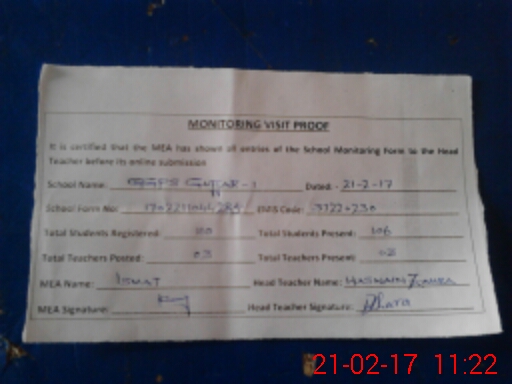 MONITORING VISIT PROOF
It is certified that the MEA has shown all entries of the School Monitoring Form to the Head
Teacher before its online submission
School Name: GGPS Gujjar-1 Dated: 21-2-17
School Form No: EMIS Code:
Total Students Registered: Total Students Present: 106
Total Teachers Posted: 03 Total Teachers Present: 03
MEA Name: ISMAT Head Teacher Name:
MEA Signature: Head Teacher Signature:
21-02-17 11:22